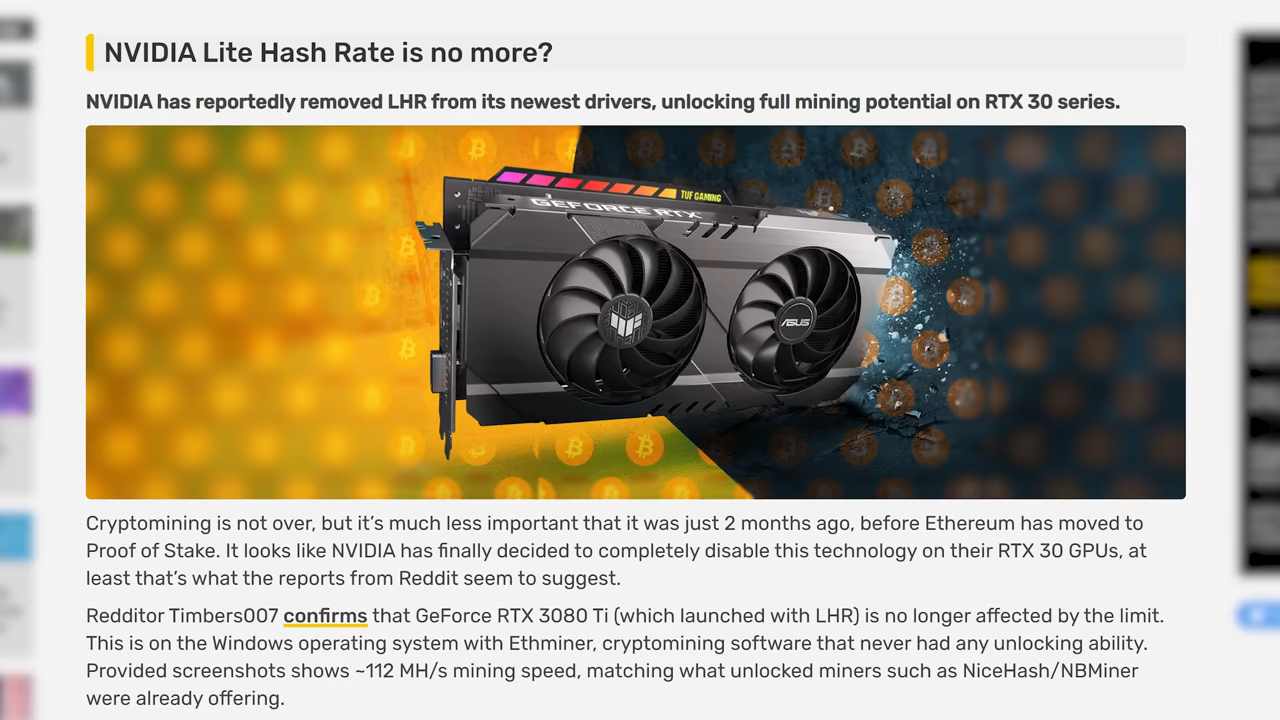 NVIDIA Lite Hash Rate is no more?
NVIDIA has reportedly removed LHR from its newest drivers, unlocking full mining potential on RTX 30 series.
TUF GAMING
GEFORCE RTX
ASUS
Cryptomining is not over, but it's much less important that it was just 2 months ago, before Ethereum has moved to
Proof of Stake. It looks like NVIDIA has finally decided to completely disable this technology on their RTX 30 GPUs, at
least that's what the reports from Reddit seem to suggest.
Redditor Timbers007 confirms that GeForce RTX 3080 Ti (which launched with LHR) is no longer affected by the limit.
This is on the Windows operating system with Ethminer, cryptomining software that never had any unlocking ability.
Provided screenshots shows ~112 MH/s mining speed, matching what unlocked miners such as NiceHash/NBMiner
were already offering.